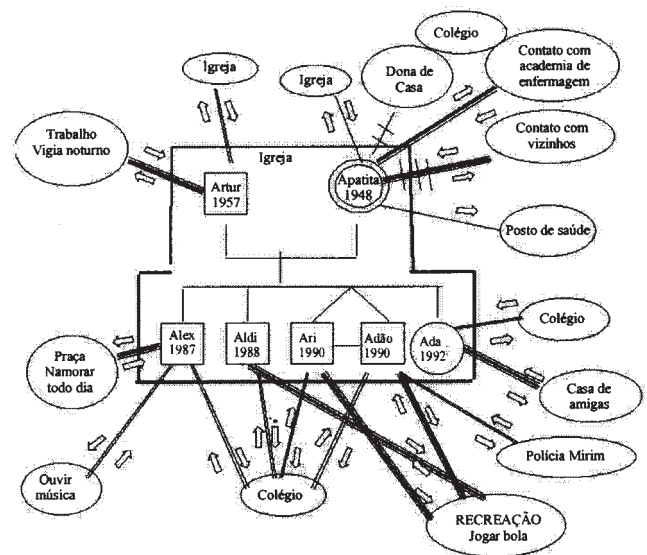 Colégio
Igreja
Igreja
Dona de
Casa
Contato com
academia de
enfermagem
Trabalho
Vigia noturno
Igreja
Contato com
vizinhos
Artur
1957
Apatita
1948
Posto de saúde
Alex
1987
Aldi
1988
Ari
1990
Adão
1990
Ada
1992
Colégio
Praça
Namorar
todo dia
Casa de
amigas
Polícia Mirim
Ouvir
música
Colégio
RECREAÇÃO
Jogar bola